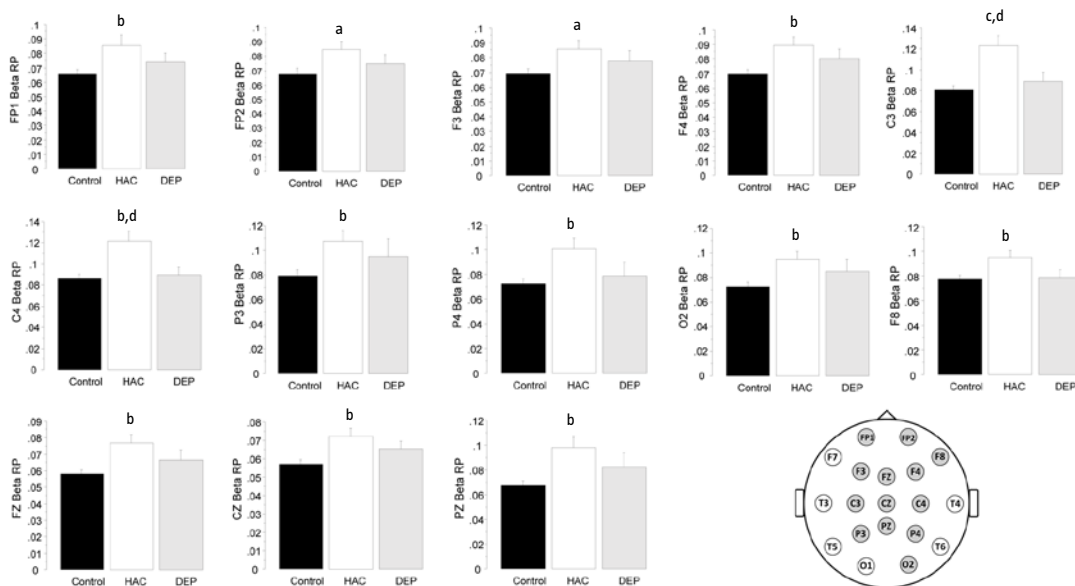 b
FP1 Beta RP
.1
.09
.08
.07
.06
.05
.04
.03
.02
.01
0
Control HAC DEP
a
FP2 Beta RP
.1
.09
.08
.07
.06
.05
.04
.03
.02
.01
0
Control HAC DEP
a
F3 Beta RP
.1
.09
.08
.07
.06
.05
.04
.03
.02
.01
0
Control HAC DEP
b
F4 Beta RP
.1
.09
.08
.07
.06
.05
.04
.03
.02
.01
0
Control HAC DEP
c,d
C3 Beta RP
.14
.12
.1
.08
.06
.04
.02
0
Control HAC DEP
b,d
C4 Beta RP
.14
.12
.1
.08
.06
.04
.02
0
Control HAC DEP
b
P3 Beta RP
.12
.1
.08
.06
.04
.02
0
Control HAC DEP
b
P4 Beta RP
.12
.1
.08
.06
.04
.02
0
Control HAC DEP
b
O2 Beta RP
.12
.1
.08
.06
.04
.02
0
Control HAC DEP
b
F8 Beta RP
.12
.1
.08
.06
.04
.02
0
Control HAC DEP
b
FZ Beta RP
.09
.08
.07
.06
.05
.04
.03
.02
.01
0
Control HAC DEP
b
CZ Beta RP
.08
.07
.06
.05
.04
.03
.02
.01
0
Control HAC DEP
b
PZ Beta RP
.12
.1
.08
.06
.04
.02
0
Control HAC DEP
FP1 FP2
F7 F8
F3 FZ F4
T3 C3 CZ C4 T4
P3 PZ P4
T5 T6
O1 O2